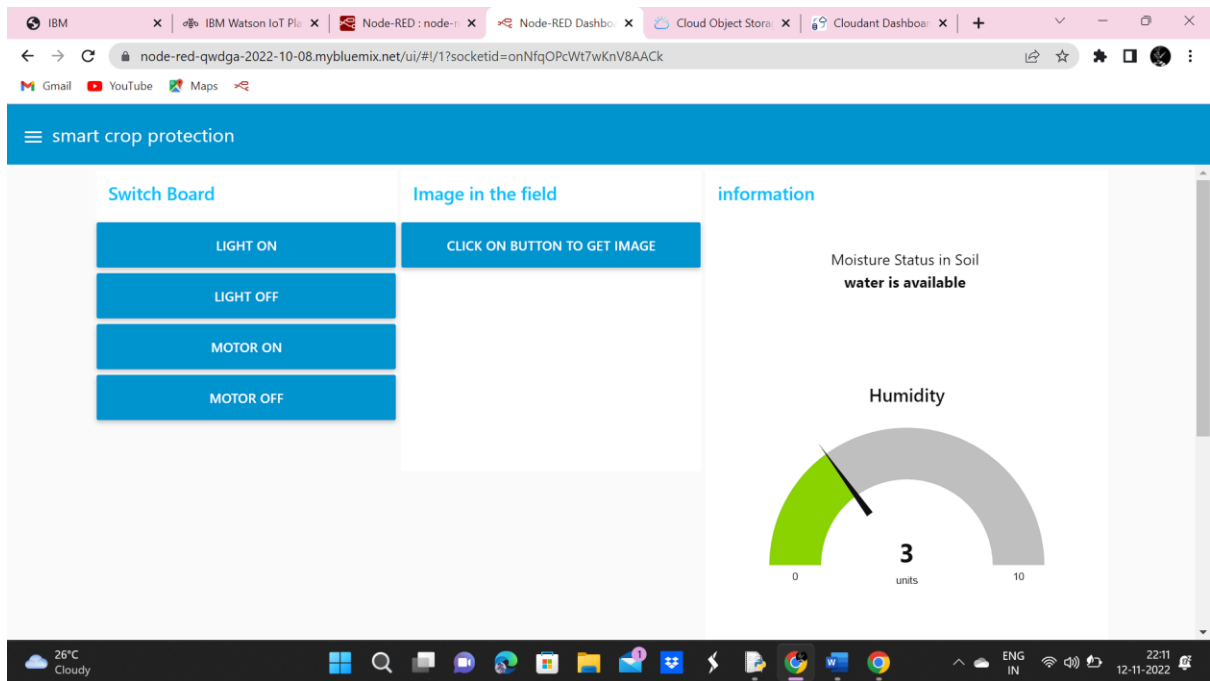 IBM
IBM Watson IoT Pla
Node-RED : node-r
Node-RED Dashbo
Cloud Object Storag
Cloudant Dashboar
node-red-qwdga-2022-10-08.mybluemix.net/ui/#!/1?socketid=onNfqOPcWt7wKnV8AACk
Gmail
YouTube
Maps
smart crop protection
Switch Board
LIGHT ON
LIGHT OFF
MOTOR ON
MOTOR OFF
Image in the field
CLICK ON BUTTON TO GET IMAGE
information
Moisture Status in Soil
water is available
Humidity
3
units
0
10
26°C
Cloudy
1
ENG
IN
22:11
12-11-2022